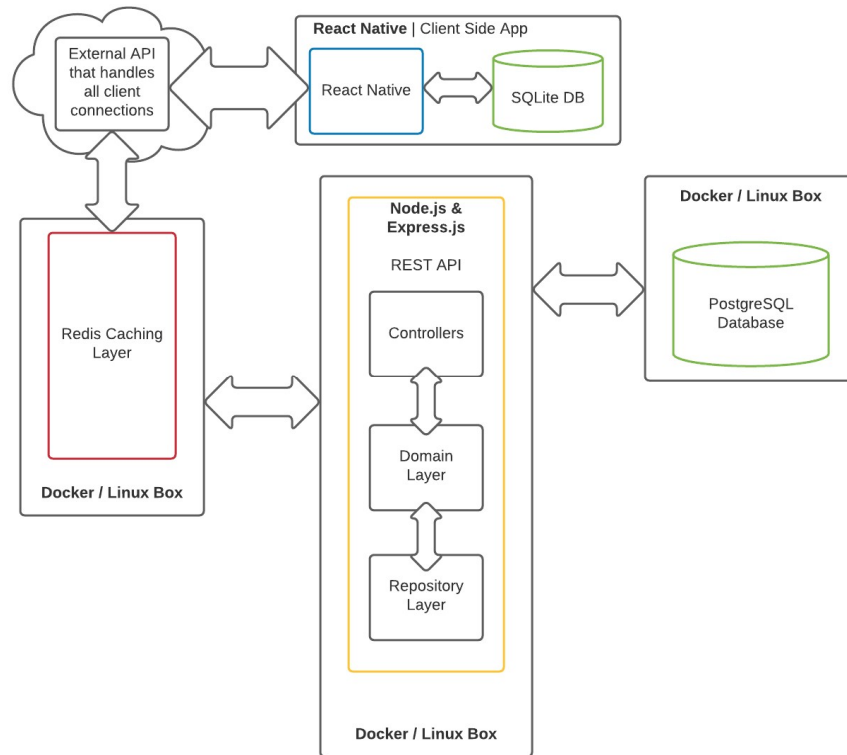 External API
that handles
all client
connections
React Native | Client Side App
React Native
SQLite DB
Redis Caching
Layer
Docker / Linux Box
Node.js &
Express.js
REST API
Controllers
Domain
Layer
Repository
Layer
Docker / Linux Box
Docker / Linux Box
PostgreSQL
Database